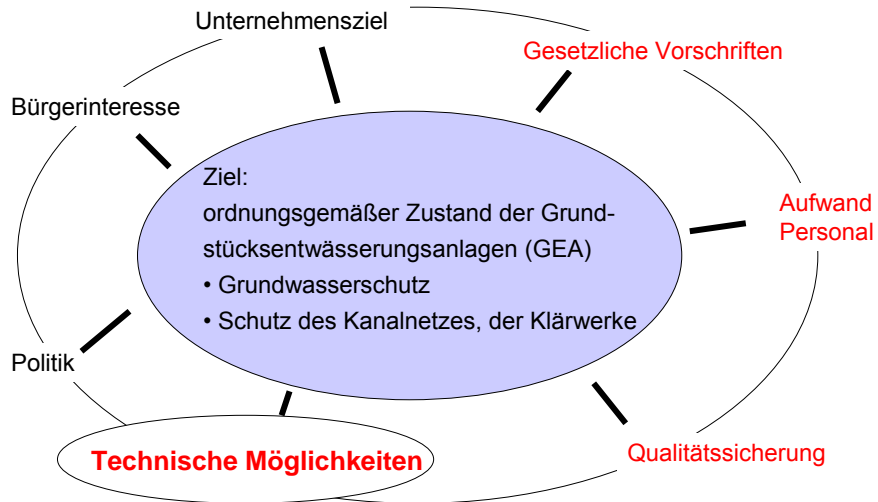 Unternehmensziel
Gesetzliche Vorschriften
Bürgerinteresse
Ziel:
ordnungsgemäßer Zustand der Grund-
stücksentwässerungsanlagen (GEA)
• Grundwasserschutz
• Schutz des Kanalnetzes, der Klärwerke
Aufwand
Personal
Politik
Technische Möglichkeiten
Qualitätssicherung